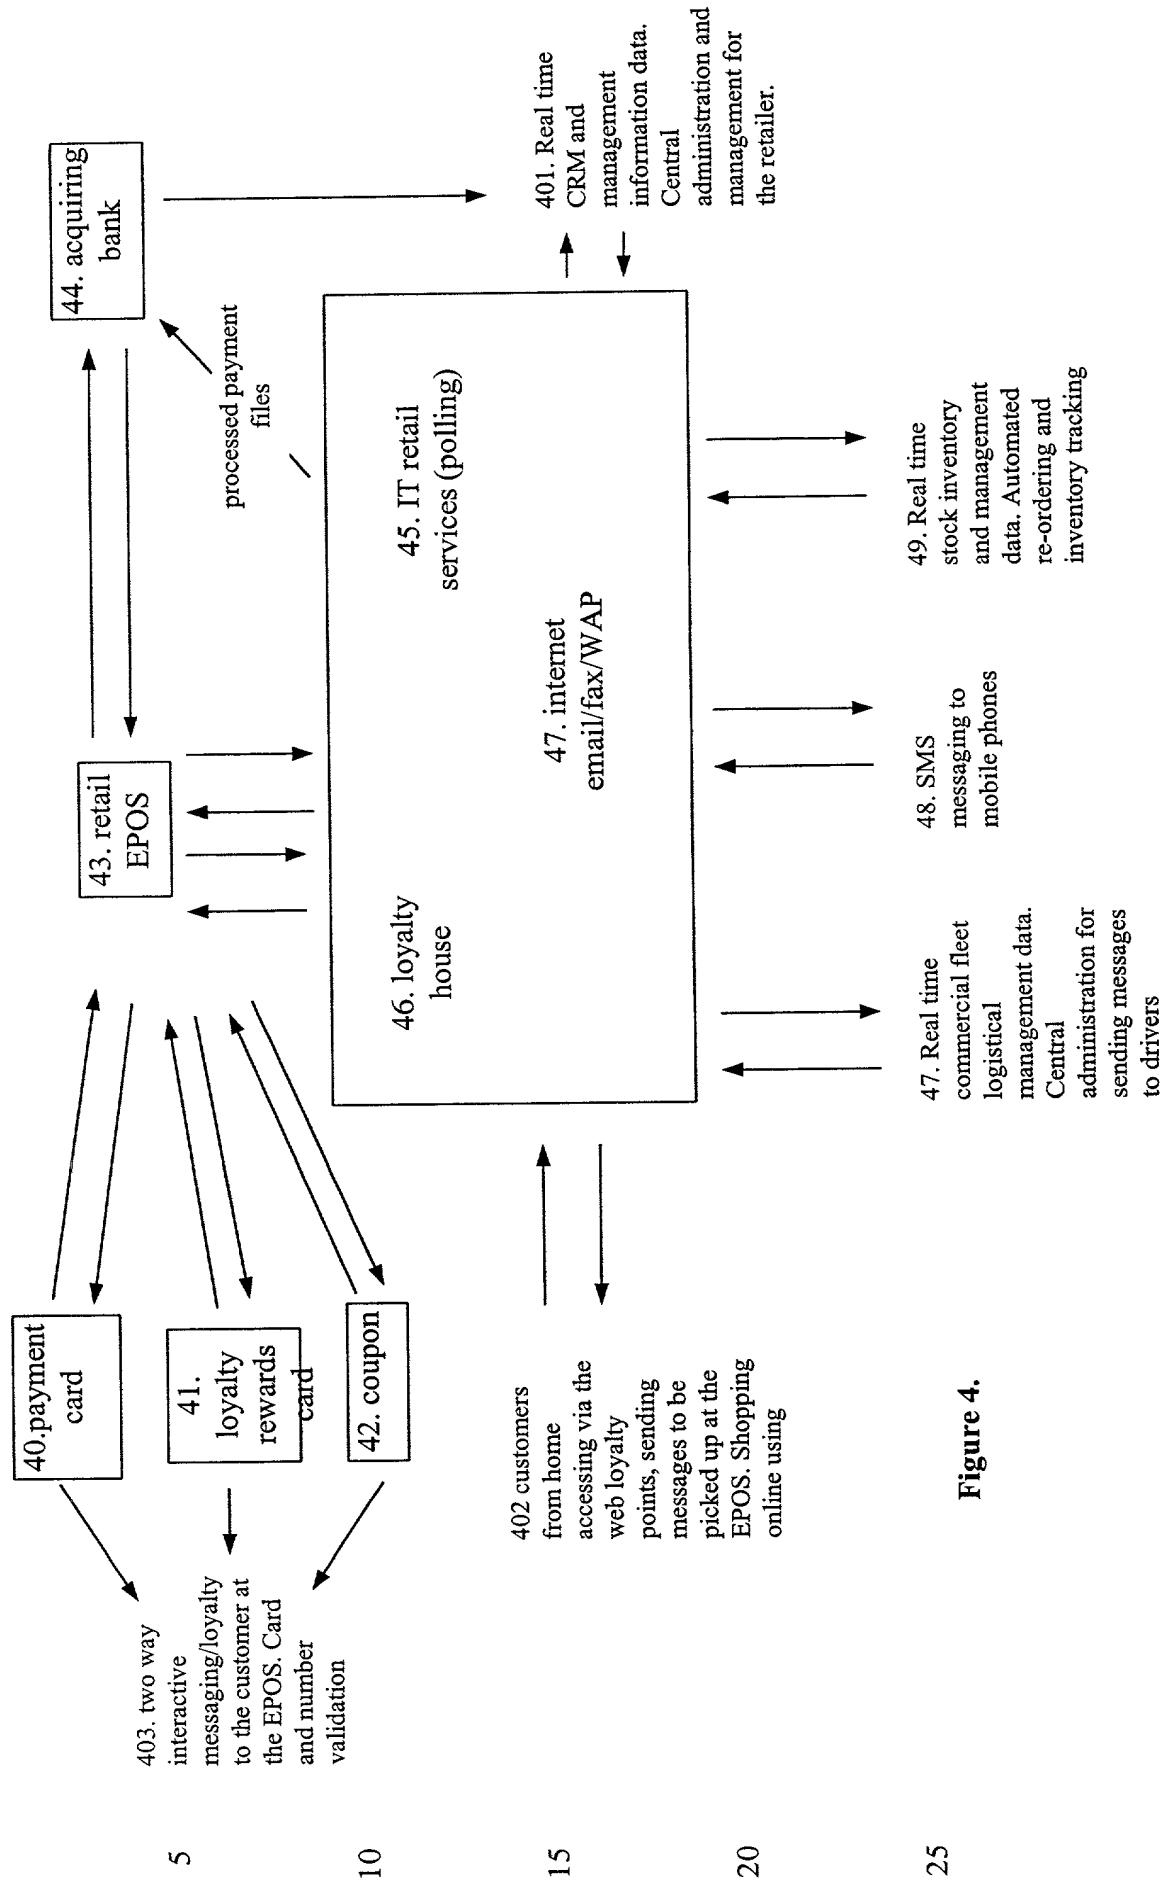 40.payment
card
41.
loyalty
rewards
card
42. coupon
43. retail
EPOS
44. acquiring
bank
processed payment
files
403. two way
interactive
messaging/loyalty
to the customer at
the EPOS. Card
and number
validation
46. loyalty
house
45. IT retail
services (polling)
47. internet
email/fax/WAP
401. Real time
CRM and
management
information data.
Central
administration and
management for
the retailer.
402 customers
from home
accessing via the
web loyalty
points, sending
messages to be
picked up at the
EPOS. Shopping
online using
47. Real time
commercial fleet
logistical
management data.
Central
administration for
sending messages
to drivers
48. SMS
messaging to
mobile phones
49. Real time
stock inventory
and management
data. Automated
re-ordering and
inventory tracking
Figure 4.
5
10
15
20
25